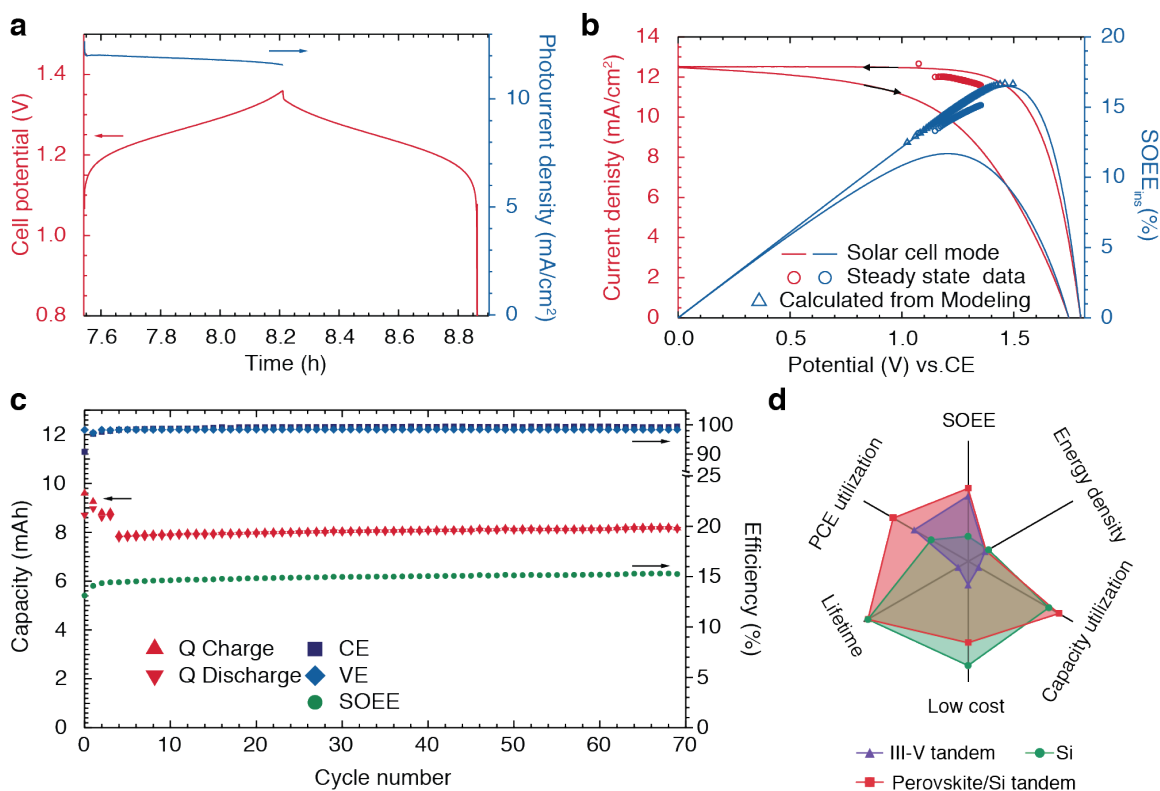 a
Cell potential (V)
1.4
1.2
1.0
0.8
7.6
7.8
8.0
8.2
8.4
8.6
8.8
Time (h)
10
5
0
Photourrent density (mA/cm²)
b
Current denisty (mA/cm²)
14
12
10
8
6
4
2
0
0.0
0.5
1.0
1.5
Potential (V) vs.CE
20
15
10
5
0
SOEEins (%)
Solar cell mode
Steady state data
Calculated from Modeling
c
Capacity (mAh)
12
10
8
6
4
2
0
0
10
20
30
40
50
60
70
Cycle number
100
90
25
20
15
10
5
0
Efficiency (%)
Q Charge
CE
Q Discharge
VE
SOEE
d
SOEE
Energy density
Capacity utilization
Low cost
Lifetime
PCE utilization
III-V tandem
Si
Perovskite/Si tandem